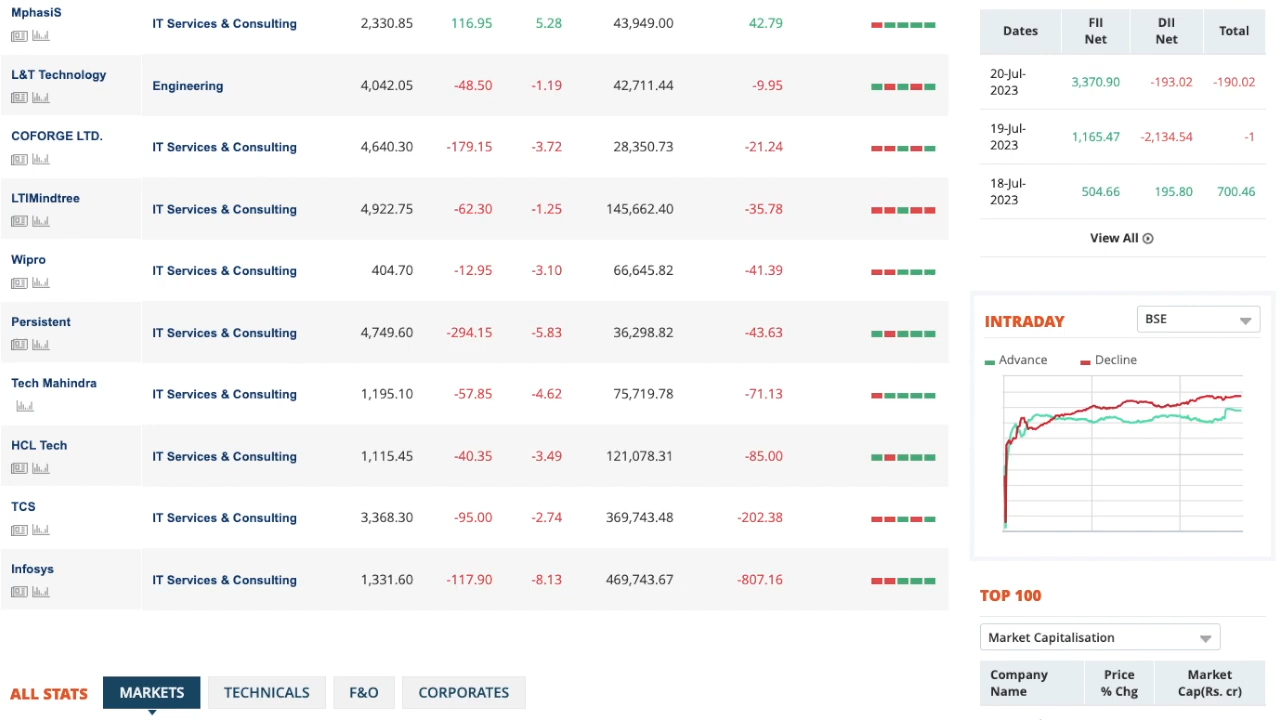 MphasiS IT Services & Consulting 2,330.85 116.95 5.28 43,949.00 42.79
L&T Technology Engineering 4,042.05 -48.50 -1.19 42,711.44 -9.95
COFORGE LTD. IT Services & Consulting 4,640.30 -179.15 -3.72 28,350.73 -21.24
LTIMindtree IT Services & Consulting 4,922.75 -62.30 -1.25 145,662.40 -35.78
Wipro IT Services & Consulting 404.70 -12.95 -3.10 66,645.82 -41.39
Persistent IT Services & Consulting 4,749.60 -294.15 -5.83 36,298.82 -43.63
Tech Mahindra IT Services & Consulting 1,195.10 -57.85 -4.62 75,719.78 -71.13
HCL Tech IT Services & Consulting 1,115.45 -40.35 -3.49 121,078.31 -85.00
TCS IT Services & Consulting 3,368.30 -95.00 -2.74 369,743.48 -202.38
Infosys IT Services & Consulting 1,331.60 -117.90 -8.13 469,743.67 -807.16
ALL STATS MARKETS TECHNICALS F&O CORPORATES
Dates FII Net DII Net Total
20-Jul-2023 3,370.90 -193.02 -190.02
19-Jul-2023 1,165.47 -2,134.54 -1
18-Jul-2023 504.66 195.80 700.46
View All
INTRADAY BSE
Advance Decline
TOP 100
Market Capitalisation
Company Name Price % Chg Market Cap(Rs. cr)